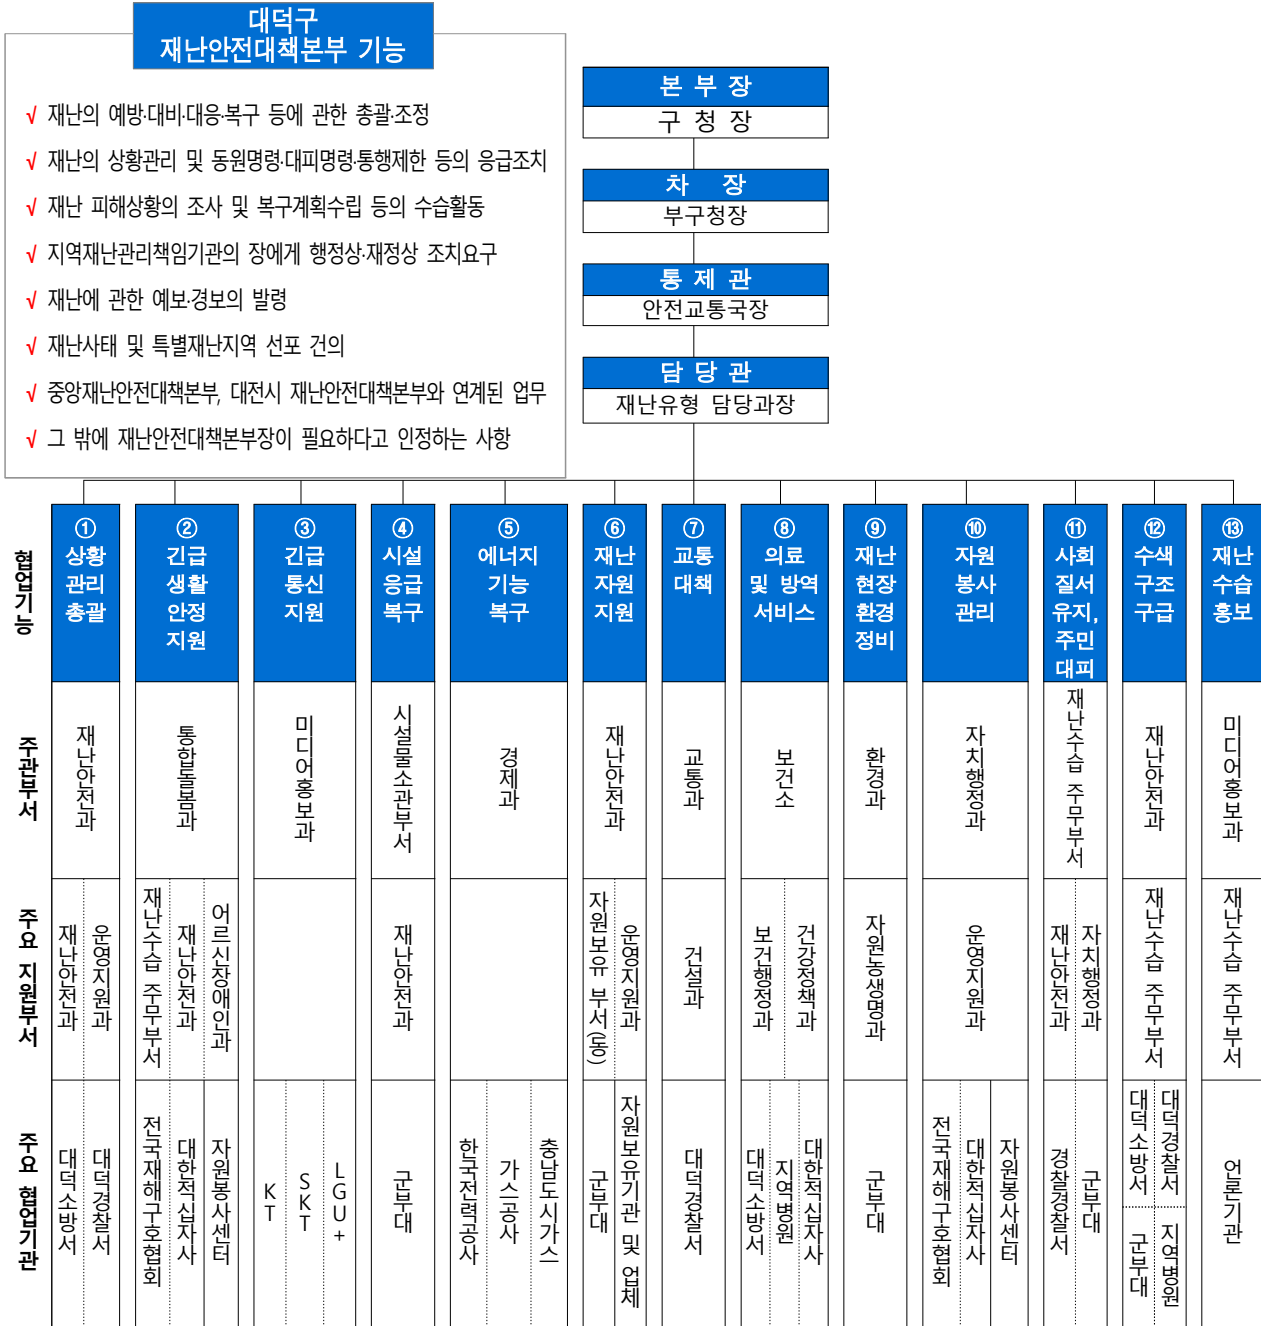 대덕구
재난안전대책본부 기능
√ 재난의 예방·대비·대응·복구 등에 관한 총괄·조정
√ 재난의 상황관리 및 동원명령·대피명령·통행제한 등의 응급조치
√ 재난 피해상황의 조사 및 복구계획수립 등의 수습활동
√ 지역재난관리책임기관의 장에게 행정상·재정상 조치요구
√ 재난에 관한 예보·경보의 발령
√ 재난사태 및 특별재난지역 선포 건의
√ 중앙재난안전대책본부, 대전시 재난안전대책본부와 연계된 업무
√ 그 밖에 재난안전대책본부장이 필요하다고 인정하는 사항
본 부 장
구 청 장
차 장
부구청장
통 제 관
안전교통국장
담 당 관
재난유형 담당과장
협업기능
① 
상황
관리
총괄
②
긴급
생활
안정
지원
③
긴급
통신
지원
④
시설
응급
복구
⑤
에너지
기능
복구
⑥
재난
자원
지원
⑦
교통
대책
⑧
의료
및 방역
서비스
⑨
재난
현장
환경
정비
⑩
자원
봉사
관리
⑪
사회
질서
유지,
주민
대피
⑫
수색
구조
구급
⑬
재난
수습
홍보
주관부서
재난안전과
통합돌봄과
미디어홍보과
시설물소관부서
경제과
재난안전과
교통과
보건소
환경과
자치행정과
재난수습 주무부서
재난안전과
미디어홍보과
주요 지원부서
재난안전과
운영지원과
재난수습 주무부서
재난안전과
어르신장애인과
재난안전과
자원보유 부서(동)
운영지원과
건설과
보건행정과
건강정책과
자원농생명과
운영지원과
재난안전과
자치행정과
재난수습 주무부서
재난수습 주무부서
주요 협업기관
대덕소방서
대덕경찰서
전국재해구호협회
대한적십자사
자원봉사센터
KT
SKT
LGU+
군부대
한국전력공사
가스공사
충남도시가스
군부대
자원보유기관 및 업체
대덕경찰서
대덕소방서
지역병원
대한적십자사
군부대
전국재해구호협회
대한적십자사
자원봉사센터
경찰경찰서
군부대
대덕소방서
대덕경찰서
군부대
지역병원
언론기관